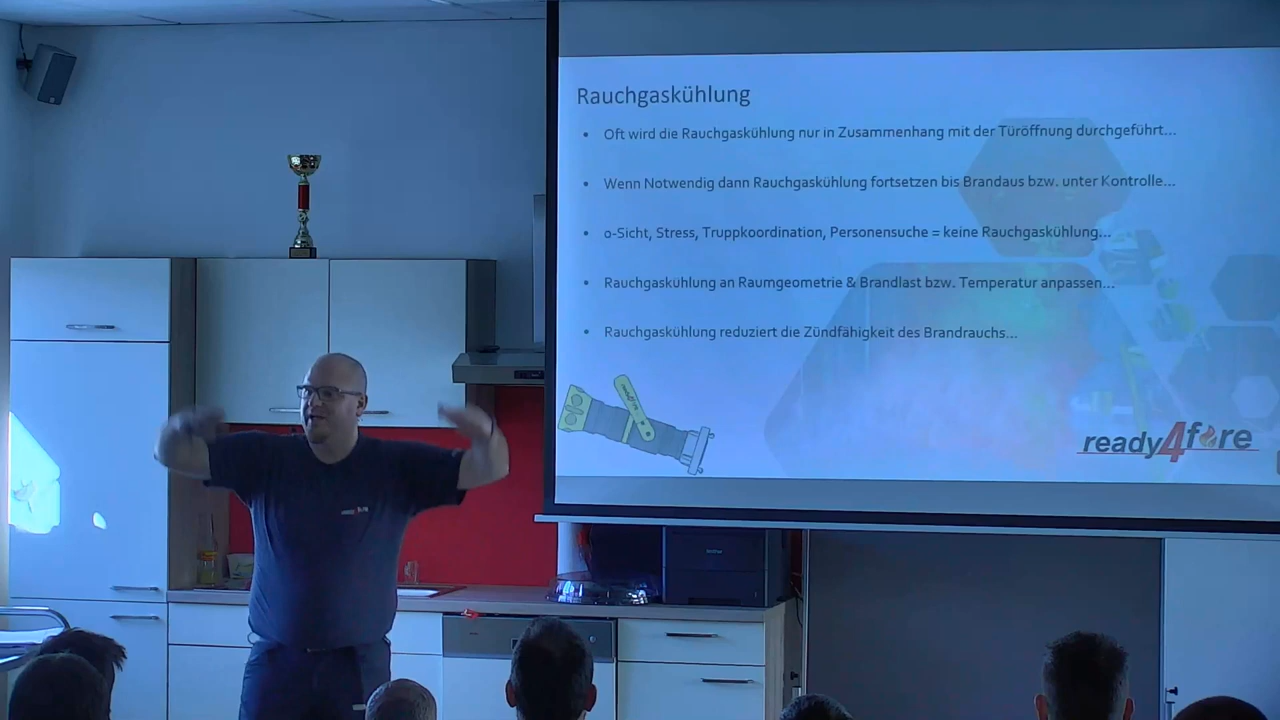 Rauchgaskühlung
• Oft wird die Rauchgaskühlung nur in Zusammenhang mit der Türöffnung durchgeführt...
• Wenn Notwendig dann Rauchgaskühlung fortsetzen bis Brandaus bzw. unter Kontrolle...
• 0-Sicht, Stress, Truppkoordination, Personensuche = keine Rauchgaskühlung...
• Rauchgaskühlung an Raumgeometrie & Brandlast bzw. Temperatur anpassen...
• Rauchgaskühlung reduziert die Zündfähigkeit des Brandrauchs...
ready4fire
brother